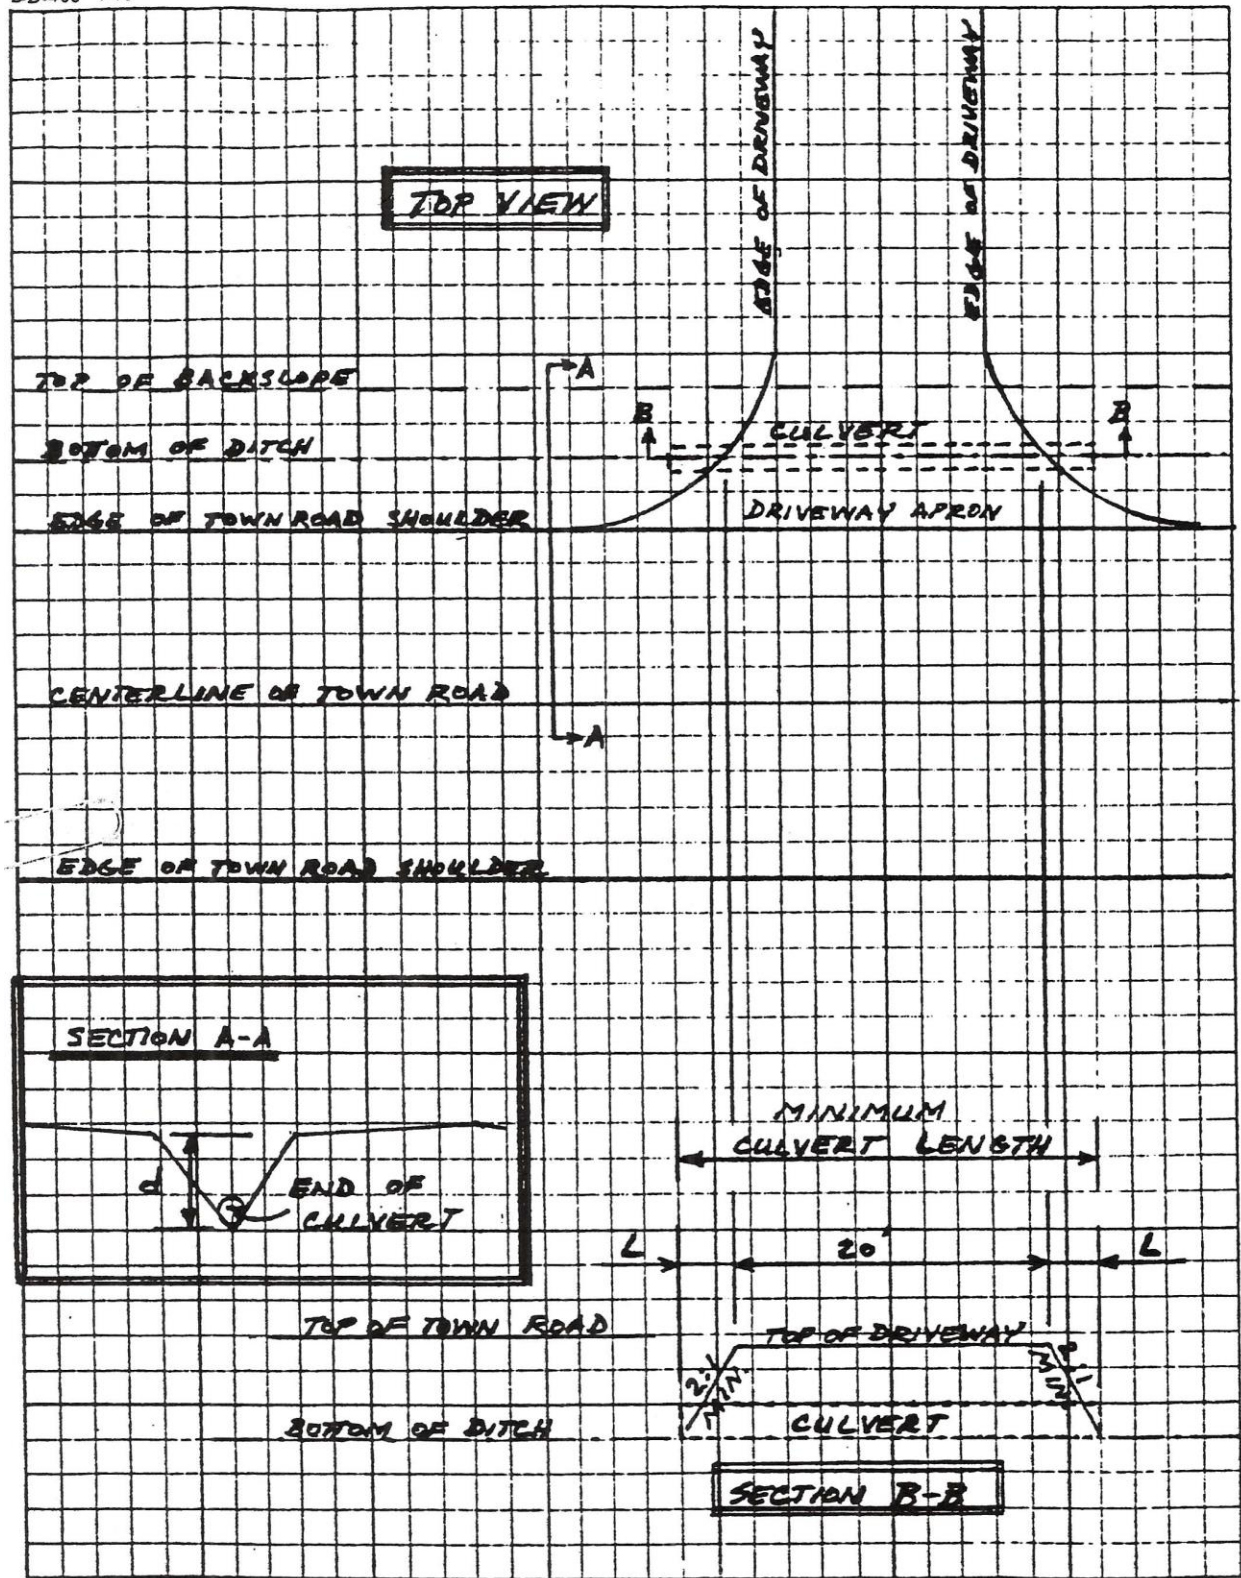 EDGE OF DRIVEWAY
EDGE OF DRIVEWAY
TOP VIEW
TOP OF BACKSLOPE
A
B
B
BOTTOM OF DITCH
CULVERT
EDGE OF TOWN ROAD SHOULDER
DRIVEWAY APRON
CENTERLINE OF TOWN ROAD
A
EDGE OF TOWN ROAD SHOULDER
SECTION A-A
d
END OF
CULVERT
MINIMUM
CULVERT LENGTH
L
20'
L
TOP OF TOWN ROAD
TOP OF DRIVEWAY
2:1
MIN.
2:1
MIN.
BOTTOM OF DITCH
CULVERT
SECTION B-B